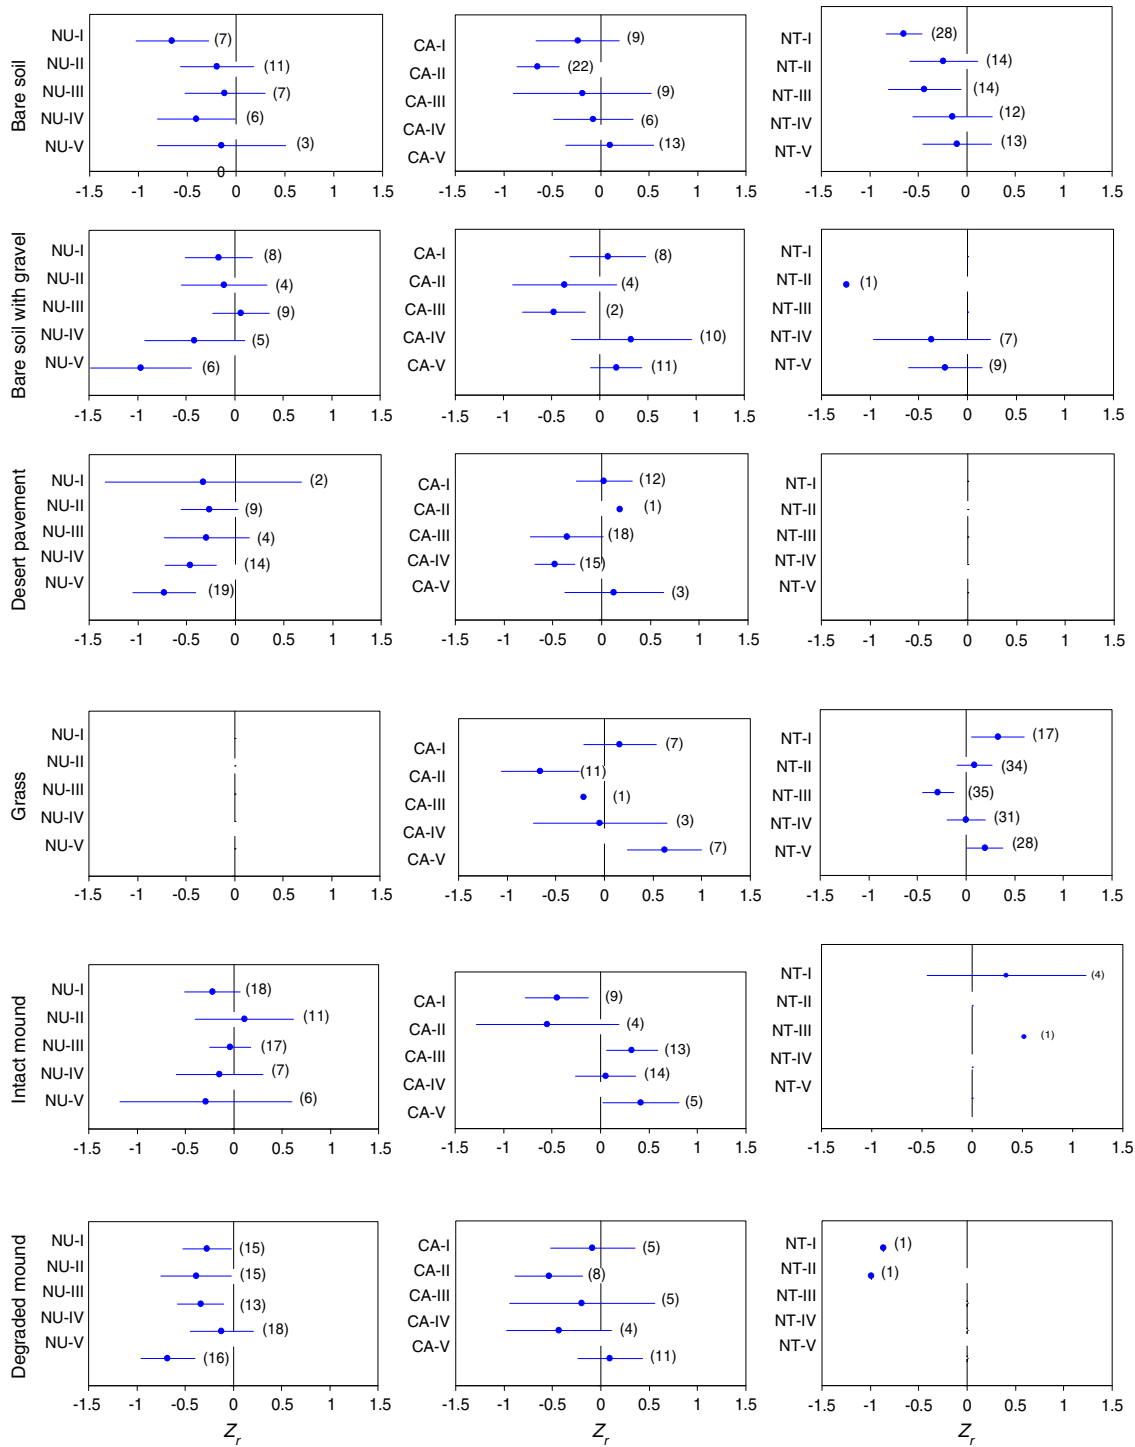 Bare soil
NU-I
NU-II
NU-III
NU-IV
NU-V
(7)
(11)
(7)
(6)
(3)
0
-1.5 -1 -0.5 0 0.5 1 1.5
CA-I
CA-II
CA-III
CA-IV
CA-V
(9)
(22)
(9)
(6)
(13)
-1.5 -1 -0.5 0 0.5 1 1.5
NT-I
NT-II
NT-III
NT-IV
NT-V
(28)
(14)
(14)
(12)
(13)
-1.5 -1 -0.5 0 0.5 1 1.5
Bare soil with gravel
NU-I
NU-II
NU-III
NU-IV
NU-V
(8)
(4)
(9)
(5)
(6)
-1.5 -1 -0.5 0 0.5 1 1.5
CA-I
CA-II
CA-III
CA-IV
CA-V
(8)
(4)
(2)
(10)
(11)
-1.5 -1 -0.5 0 0.5 1 1.5
NT-I
NT-II
NT-III
NT-IV
NT-V
(1)
(7)
(9)
-1.5 -1 -0.5 0 0.5 1 1.5
Desert pavement
NU-I
NU-II
NU-III
NU-IV
NU-V
(2)
(9)
(4)
(14)
(19)
-1.5 -1 -0.5 0 0.5 1 1.5
CA-I
CA-II
CA-III
CA-IV
CA-V
(12)
(1)
(18)
(15)
(3)
-1.5 -1 -0.5 0 0.5 1 1.5
NT-I
NT-II
NT-III
NT-IV
NT-V
-1.5 -1 -0.5 0 0.5 1 1.5
Grass
NU-I
NU-II
NU-III
NU-IV
NU-V
-1.5 -1 -0.5 0 0.5 1 1.5
CA-I
CA-II
CA-III
CA-IV
CA-V
(7)
(11)
(1)
(3)
(7)
-1.5 -1 -0.5 0 0.5 1 1.5
NT-I
NT-II
NT-III
NT-IV
NT-V
(17)
(34)
(35)
(31)
(28)
-1.5 -1 -0.5 0 0.5 1 1.5
Intact mound
NU-I
NU-II
NU-III
NU-IV
NU-V
(18)
(11)
(17)
(7)
(6)
-1.5 -1 -0.5 0 0.5 1 1.5
CA-I
CA-II
CA-III
CA-IV
CA-V
(9)
(4)
(13)
(14)
(5)
-1.5 -1 -0.5 0 0.5 1 1.5
NT-I
NT-II
NT-III
NT-IV
NT-V
(4)
(1)
-1.5 -1 -0.5 0 0.5 1 1.5
Degraded mound
NU-I
NU-II
NU-III
NU-IV
NU-V
(15)
(15)
(13)
(18)
(16)
-1.5 -1 -0.5 0 0.5 1 1.5
Zr
CA-I
CA-II
CA-III
CA-IV
CA-V
(5)
(8)
(5)
(4)
(11)
-1.5 -1 -0.5 0 0.5 1 1.5
Zr
NT-I
NT-II
NT-III
NT-IV
NT-V
(1)
(1)
-1.5 -1 -0.5 0 0.5 1 1.5
Zr